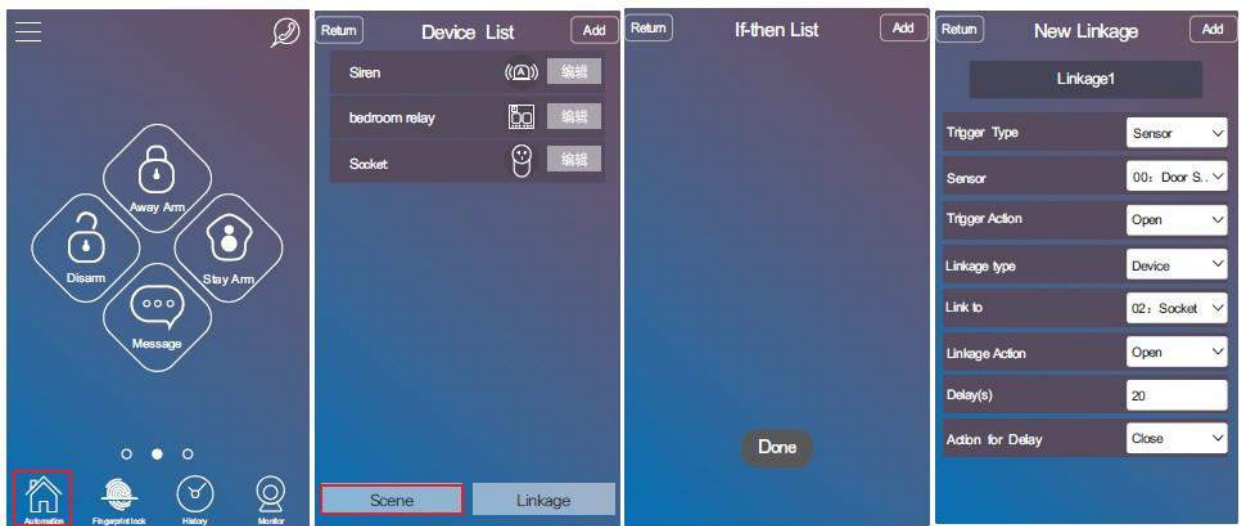 Away Arm
Disarm
Stay Arm
Message
Automation
Fingerprint lock
History
Monitor
Return
Device List
Add
Siren
编辑
bedroom relay
编辑
Socket
编辑
Scene
Linkage
Return
If-then List
Add
Done
Return
New Linkage
Add
Linkage1
Trigger Type
Sensor
Sensor
00: Door S..
Trigger Action
Open
Linkage type
Device
Link to
02: Socket
Linkage Action
Open
Delay(s)
20
Action for Delay
Close